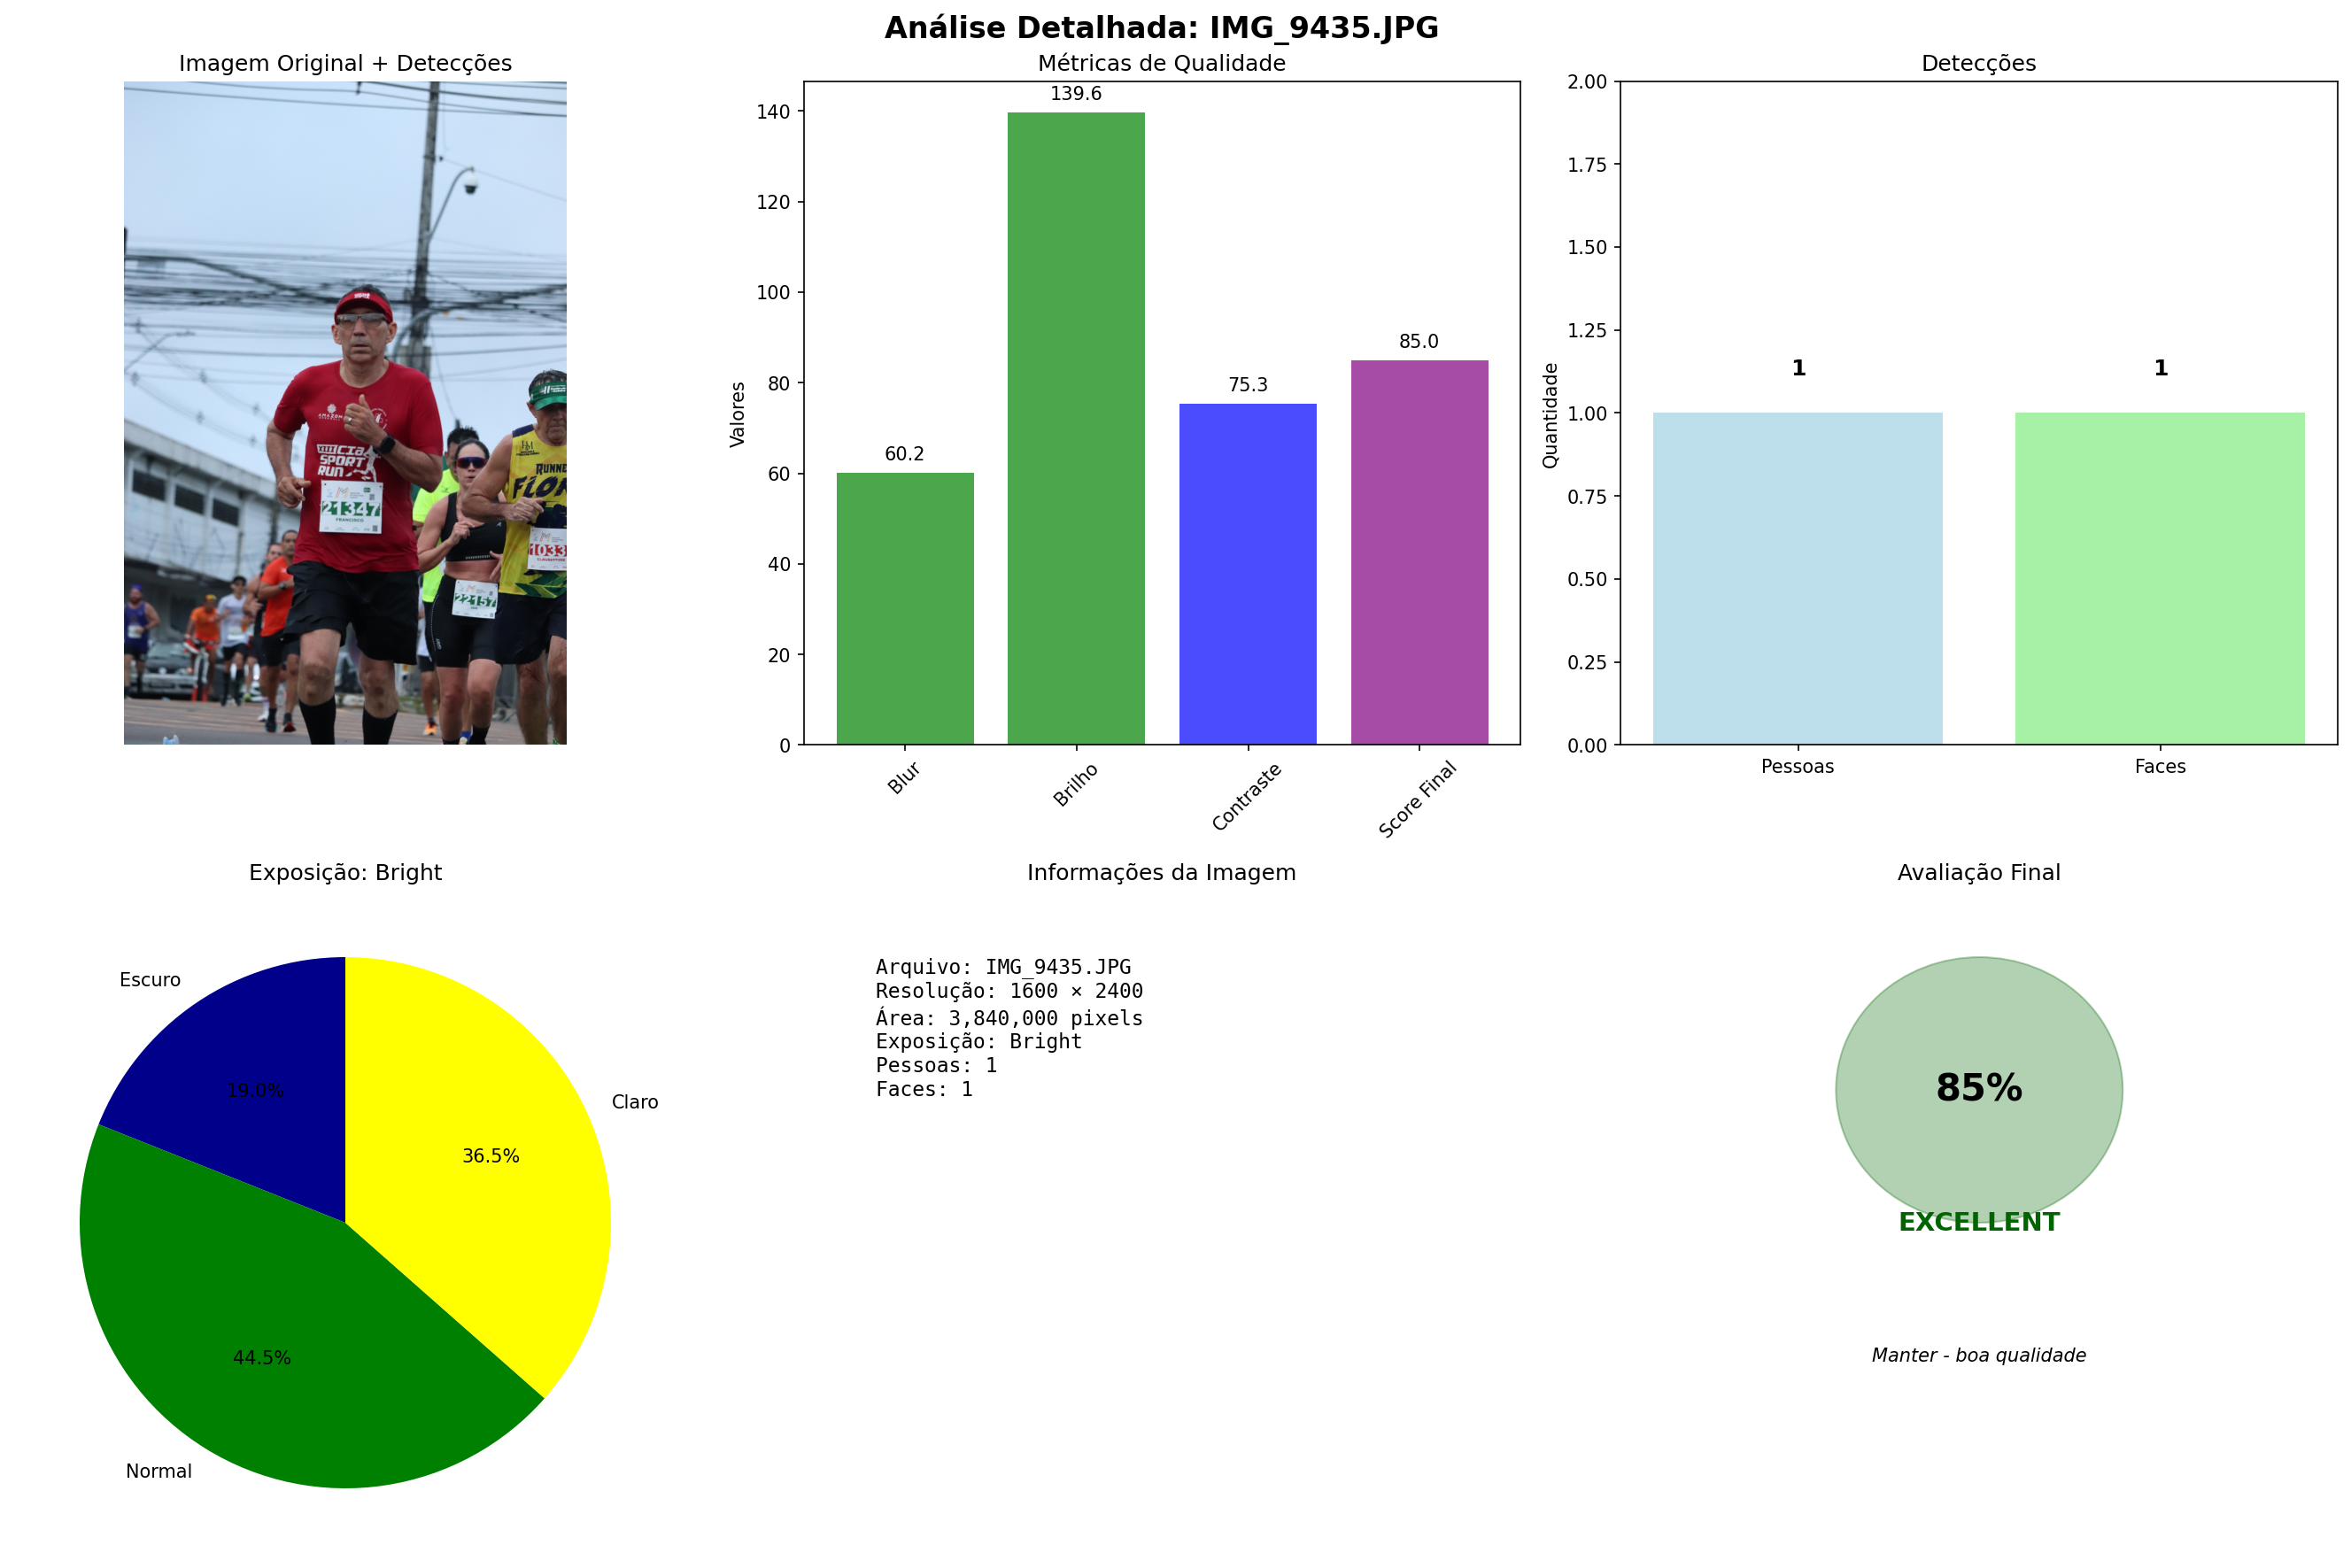 Análise Detalhada: IMG_9435.JPG
Imagem Original + Detecções
VIII CIA
SPORT
RUN
21347
FRANCISCO
RUNNE
FLOR
1033
22157
Métricas de Qualidade
Valores
140
120
100
80
60
40
20
0
60.2
139.6
75.3
85.0
Blur
Brilho
Contraste
Score Final
Detecções
Quantidade
2.00
1.75
1.50
1.25
1.00
0.75
0.50
0.25
0.00
1
1
Pessoas
Faces
Exposição: Bright
Escuro
19.0%
Claro
36.5%
44.5%
Normal
Informações da Imagem
Arquivo: IMG_9435.JPG
Resolução: 1600 × 2400
Área: 3,840,000 pixels
Exposição: Bright
Pessoas: 1
Faces: 1
Avaliação Final
85%
EXCELLENT
Manter - boa qualidade